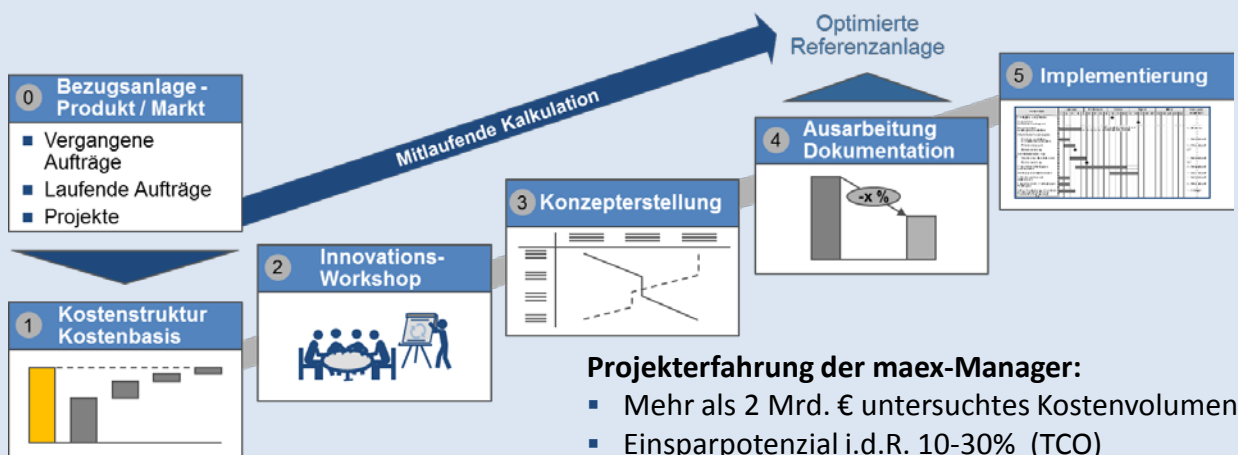 Optimierte
Referenzanlage
0 Bezugsanlage -
Produkt / Markt
▪ Vergangene
Aufträge
▪ Laufende Aufträge
▪ Projekte
Mitlaufende Kalkulation
5 Implementierung
4 Ausarbeitung
Dokumentation
-x %
3 Konzepterstellung
2 Innovations-
Workshop
1 Kostenstruktur
Kostenbasis
Projekterfahrung der maex-Manager:
▪ Mehr als 2 Mrd. € untersuchtes Kostenvolumen
▪ Einsparpotenzial i.d.R. 10-30% (TCO)